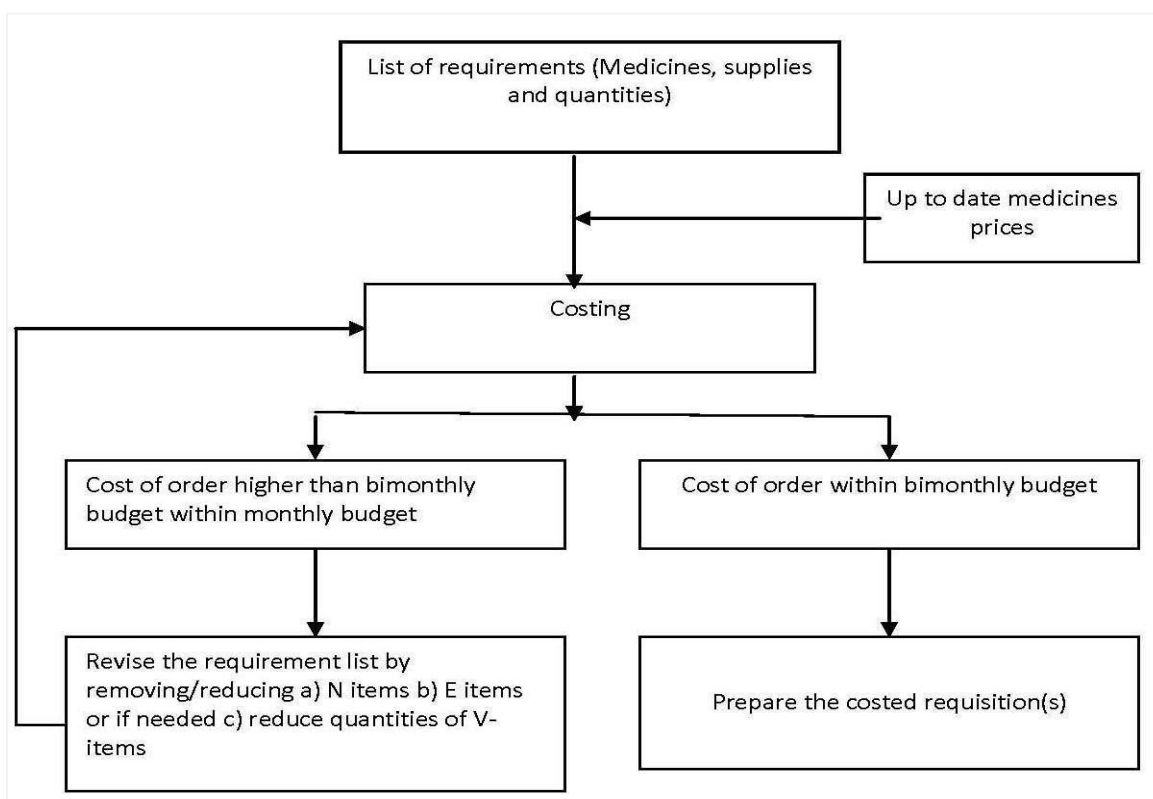 List of requirements (Medicines, supplies
and quantities)
Up to date medicines
prices
Costing
Cost of order higher than bimonthly
budget within monthly budget
Cost of order within bimonthly budget
Revise the requirement list by
removing/reducing a) N items b) E items
or if needed c) reduce quantities of V-
items
Prepare the costed requisition(s)